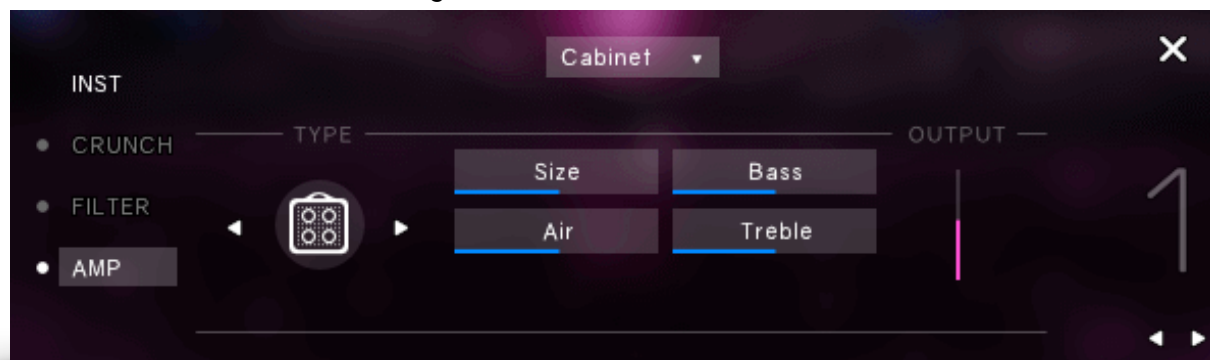 Cabinet
INST
CRUNCH
TYPE
OUTPUT
Size
Bass
FILTER
Air
Treble
AMP
1